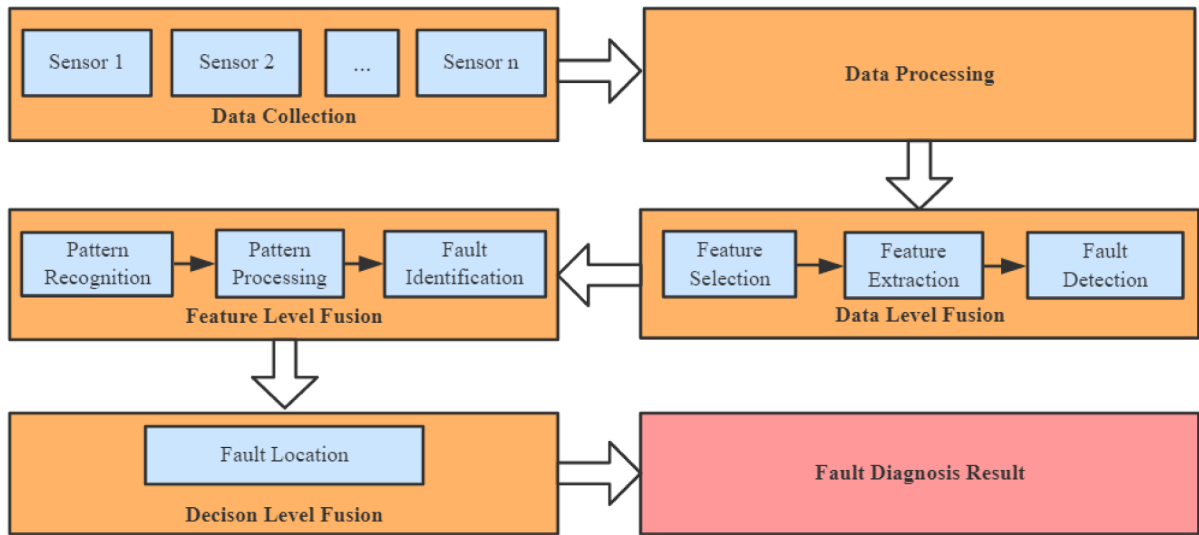 Sensor 1
Sensor 2
...
Sensor n
Data Collection
Data Processing
Feature
Selection
Feature
Extraction
Fault
Detection
Data Level Fusion
Pattern
Recognition
Pattern
Processing
Fault
Identification
Feature Level Fusion
Fault Location
Decison Level Fusion
Fault Diagnosis Result